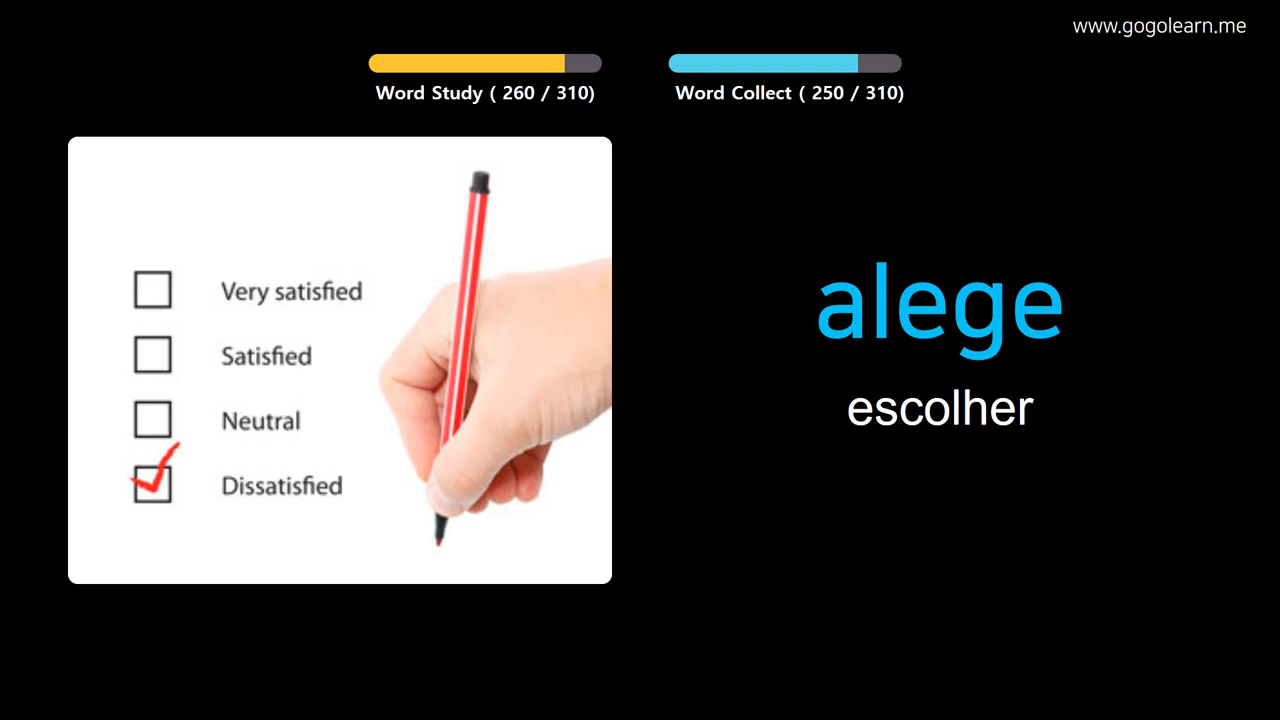 www.gogolearn.me
Word Study ( 260 / 310)
Word Collect ( 250 / 310)
Very satisfied
Satisfied
Neutral
Dissatisfied
alege
escolher